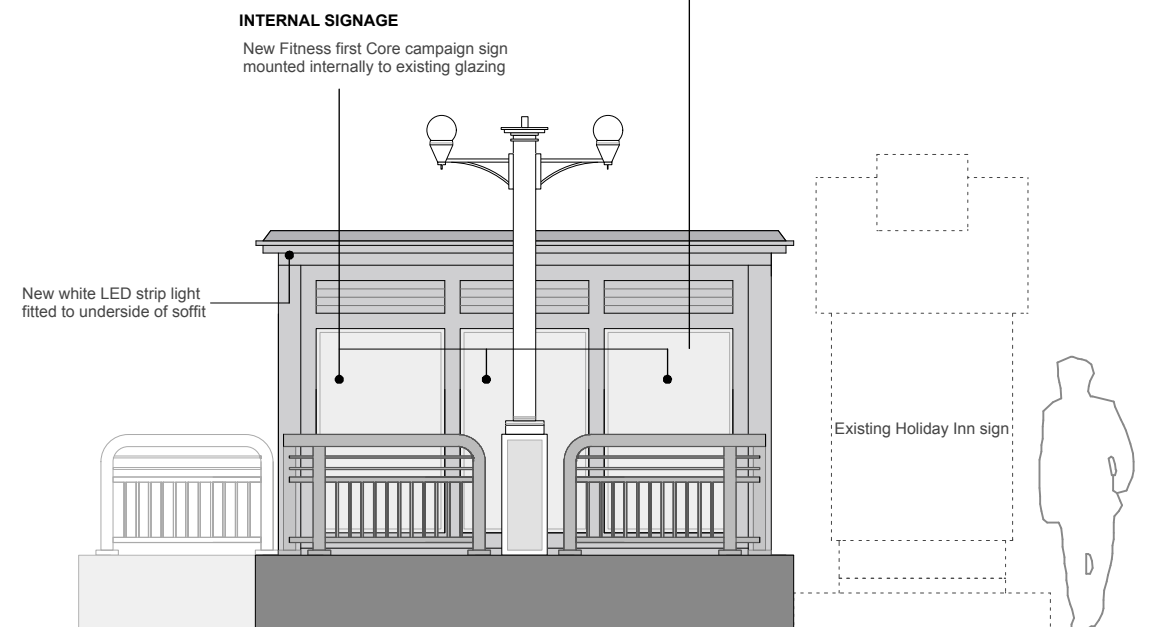 INTERNAL SIGNAGE
New Fitness first Core campaign sign
mounted internally to existing glazing
New white LED strip light
fitted to underside of soffit
Existing Holiday Inn sign